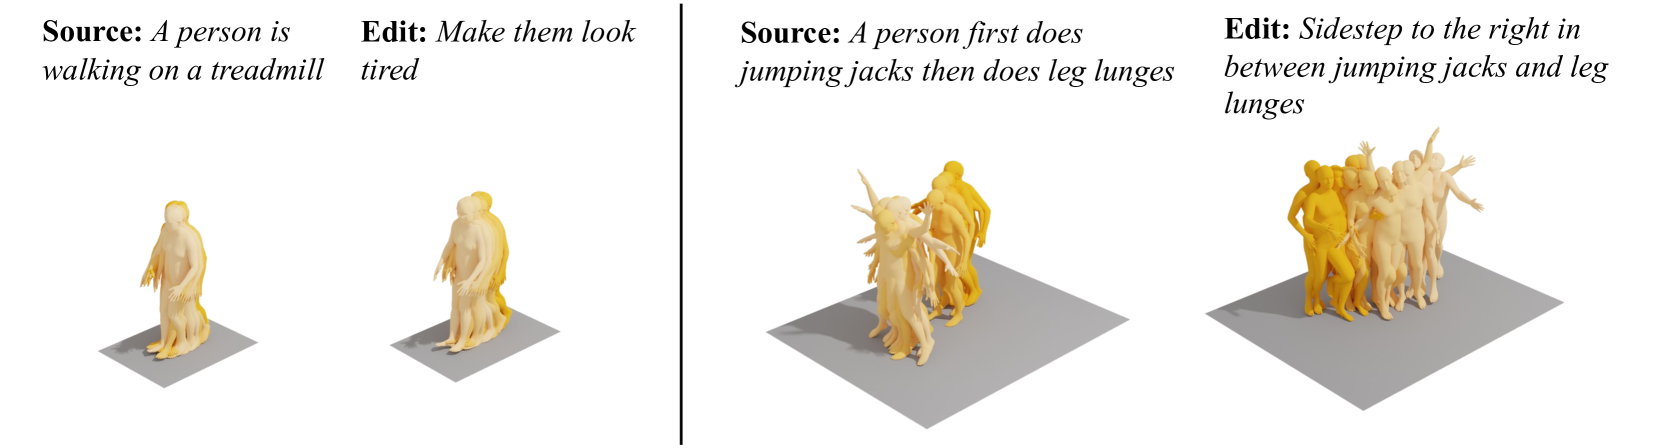 Source: A person is
walking on a treadmill
Edit: Make them look
tired
Source: A person first does
jumping jacks then does leg lunges
Edit: Sidestep to the right in
between jumping jacks and leg
lunges